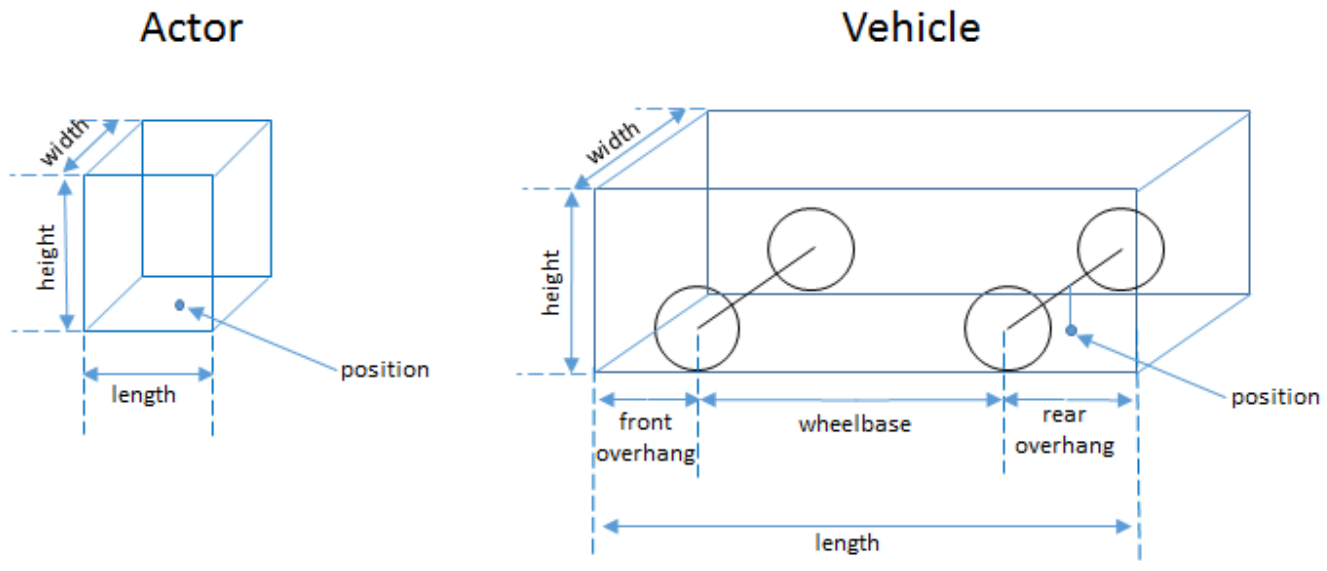 Actor
width
height
position
length
Vehicle
width
height
front
overhang
wheelbase
rear
overhang
position
length